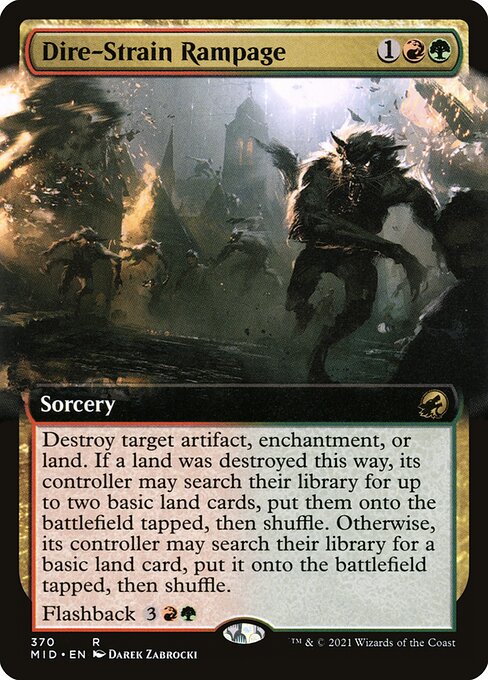 Dire-Strain Rampage 1
Sorcery
Destroy target artifact, enchantment, or
land. If a land was destroyed this way, its
controller may search their library for up
to two basic land cards, put them onto the
battlefield tapped, then shuffle. Otherwise,
its controller may search their library for a
basic land card, put it onto the battlefield
tapped, then shuffle.
Flashback 3
370 R
MID • EN Darek Zabrocki ™ & © 2021 Wizards of the Coast